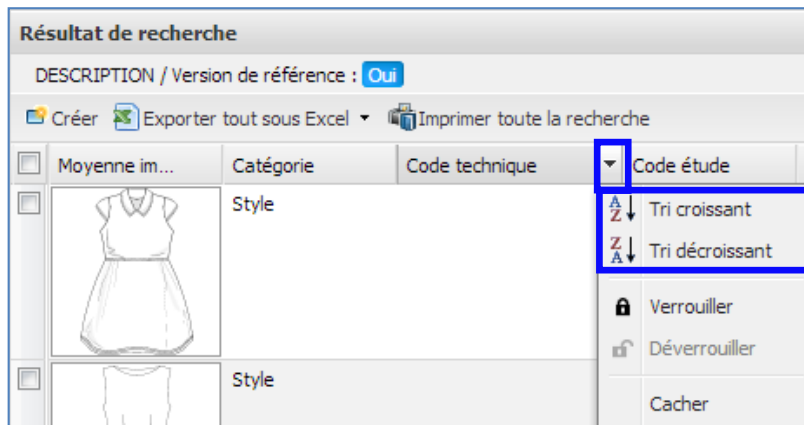 Résultat de recherche
DESCRIPTION / Version de référence : Oui
Créer Exporter tout sous Excel Imprimer toute la recherche
Moyenne im... Catégorie Code technique Code étude
Style
Tri croissant
Tri décroissant
Verrouiller
Déverrouiller
Style
Cacher